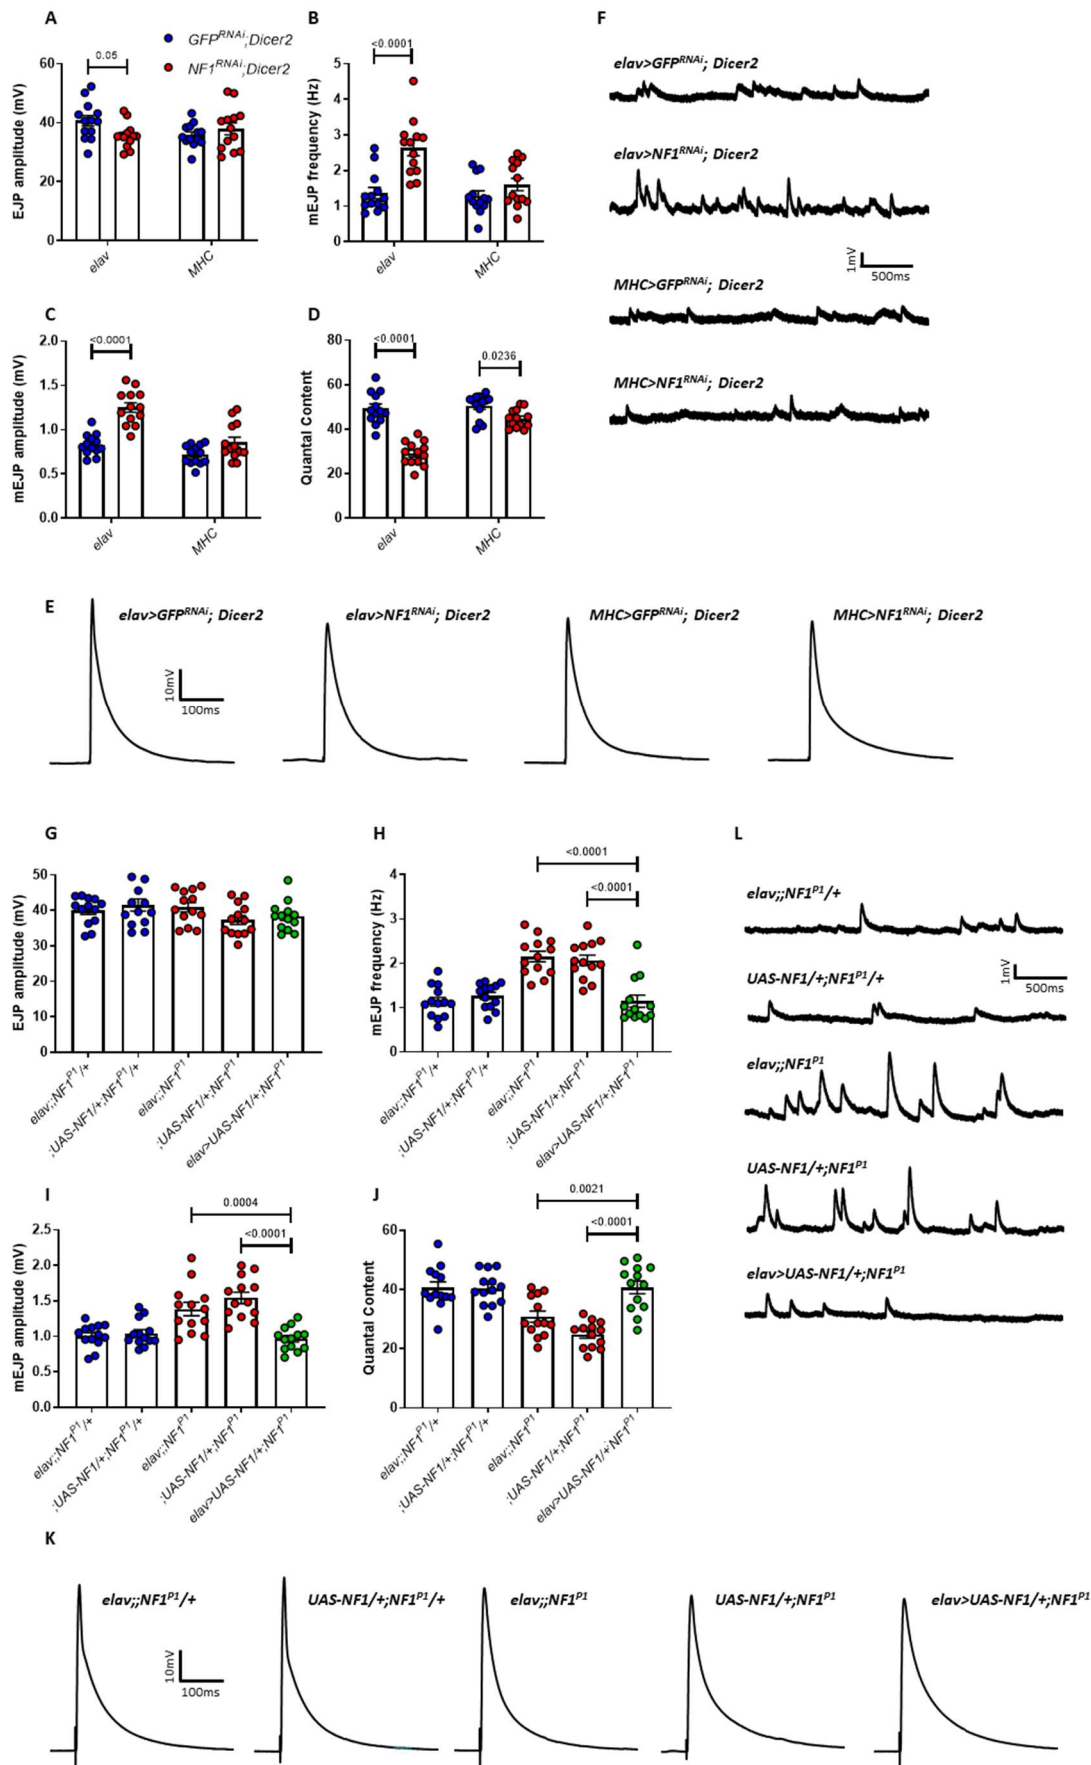 A
GFP^RNAi;Dicer2
NF1^RNAi;Dicer2
0.05
60
40
20
0
EJP amplitude (mV)
elav
MHC
B
<0.0001
5
4
3
2
1
0
mEJP frequency (Hz)
elav
MHC
C
<0.0001
2.0
1.5
1.0
0.5
0.0
mEJP amplitude (mV)
elav
MHC
D
<0.0001
0.0236
80
60
40
20
0
Quantal Content
elav
MHC
F
elav>GFP^RNAi; Dicer2
elav>NF1^RNAi; Dicer2
1mV
500ms
MHC>GFP^RNAi; Dicer2
MHC>NF1^RNAi; Dicer2
E
elav>GFP^RNAi; Dicer2
elav>NF1^RNAi; Dicer2
MHC>GFP^RNAi; Dicer2
MHC>NF1^RNAi; Dicer2
10mV
100ms
G
50
40
30
20
10
0
EJP amplitude (mV)
elav;;NF1^P1/+
;UAS-NF1/+;NF1^P1/+
elav;;NF1^P1
;UAS-NF1/+;NF1^P1
elav>UAS-NF1/+;NF1^P1
H
<0.0001
<0.0001
4
3
2
1
0
mEJP frequency (Hz)
elav;;NF1^P1/+
;UAS-NF1/+;NF1^P1/+
elav;;NF1^P1
;UAS-NF1/+;NF1^P1
elav>UAS-NF1/+;NF1^P1
L
elav;;NF1^P1/+
1mV
500ms
UAS-NF1/+;NF1^P1/+
elav;;NF1^P1
UAS-NF1/+;NF1^P1
elav>UAS-NF1/+;NF1^P1
I
0.0004
<0.0001
2.5
2.0
1.5
1.0
0.5
0.0
mEJP amplitude (mV)
elav;;NF1^P1/+
;UAS-NF1/+;NF1^P1/+
elav;;NF1^P1
;UAS-NF1/+;NF1^P1
elav>UAS-NF1/+;NF1^P1
J
0.0021
<0.0001
60
40
20
0
Quantal Content
elav;;NF1^P1/+
;UAS-NF1/+;NF1^P1/+
elav;;NF1^P1
;UAS-NF1/+;NF1^P1
elav>UAS-NF1/+;NF1^P1
K
elav;;NF1^P1/+
UAS-NF1/+;NF1^P1/+
elav;;NF1^P1
UAS-NF1/+;NF1^P1
elav>UAS-NF1/+;NF1^P1
10mV
100ms